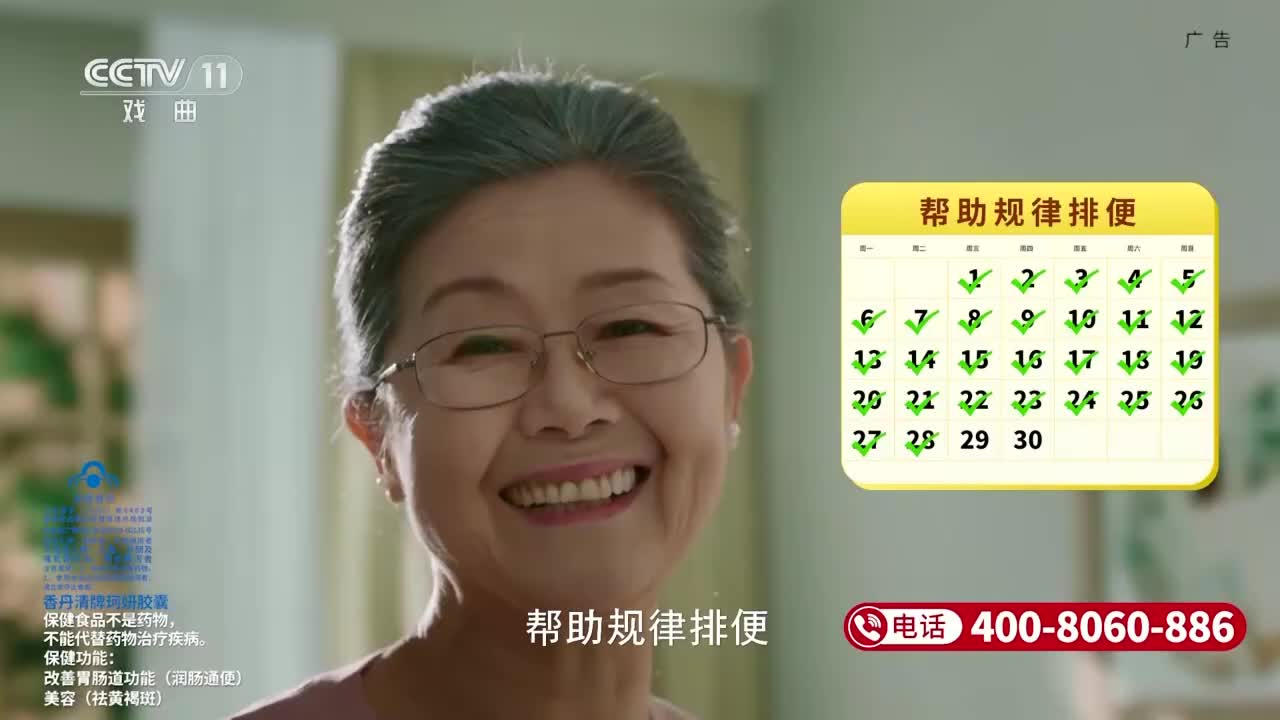 CCTV 11
戏曲
广告
帮助规律排便
周一 周二 周三 周四 周五 周六 周日
1 2 3 4 5
6 7 8 9 10 11 12
13 14 15 16 17 18 19
20 21 22 23 24 25 26
27 28 29 30
香丹清牌珂妍胶囊
保健食品不是药物，
不能代替药物治疗疾病。
保健功能：
改善胃肠道功能（润肠通便）
美容（祛黄褐斑）
帮助规律排便
电话 400-8060-886